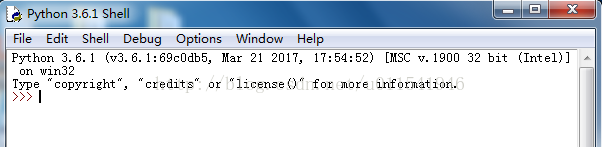 Python 3.6.1 Shell
File Edit Shell Debug Options Window Help
Python 3.6.1 (v3.6.1:69c0db5, Mar 21 2017, 17:54:52) [MSC v.1900 32 bit (Intel)]
on win32
Type "copyright", "credits" or "license()" for more information.
>>>